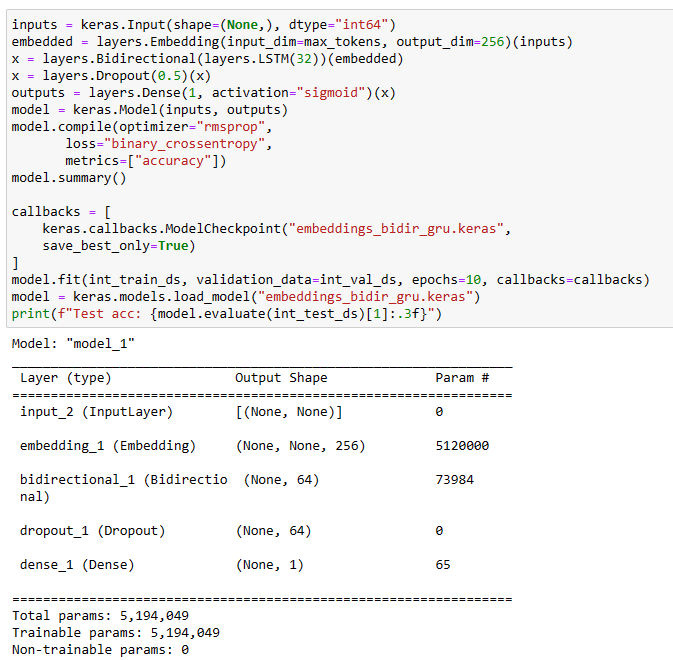 inputs = keras.Input(shape=(None,), dtype="int64")
embedded = layers.Embedding(input_dim=max_tokens, output_dim=256)(inputs)
x = layers.Bidirectional(layers.LSTM(32))(embedded)
x = layers.Dropout(0.5)(x)
outputs = layers.Dense(1, activation="sigmoid")(x)
model = keras.Model(inputs, outputs)
model.compile(optimizer="rmsprop",
       loss="binary_crossentropy",
       metrics=["accuracy"])
model.summary()

callbacks = [
    keras.callbacks.ModelCheckpoint("embeddings_bidir_gru.keras",
    save_best_only=True)
]
model.fit(int_train_ds, validation_data=int_val_ds, epochs=10, callbacks=callbacks)
model = keras.models.load_model("embeddings_bidir_gru.keras")
print(f"Test acc: {model.evaluate(int_test_ds)[1]:.3f}")
Model: "model_1"
_________________________________________________________________
 Layer (type)                Output Shape              Param #
=================================================================
 input_2 (InputLayer)        [(None, None)]            0

 embedding_1 (Embedding)     (None, None, 256)         5120000

 bidirectional_1 (Bidirectio  (None, 64)               73984
 nal)

 dropout_1 (Dropout)         (None, 64)                0

 dense_1 (Dense)             (None, 1)                 65

=================================================================
Total params: 5,194,049
Trainable params: 5,194,049
Non-trainable params: 0